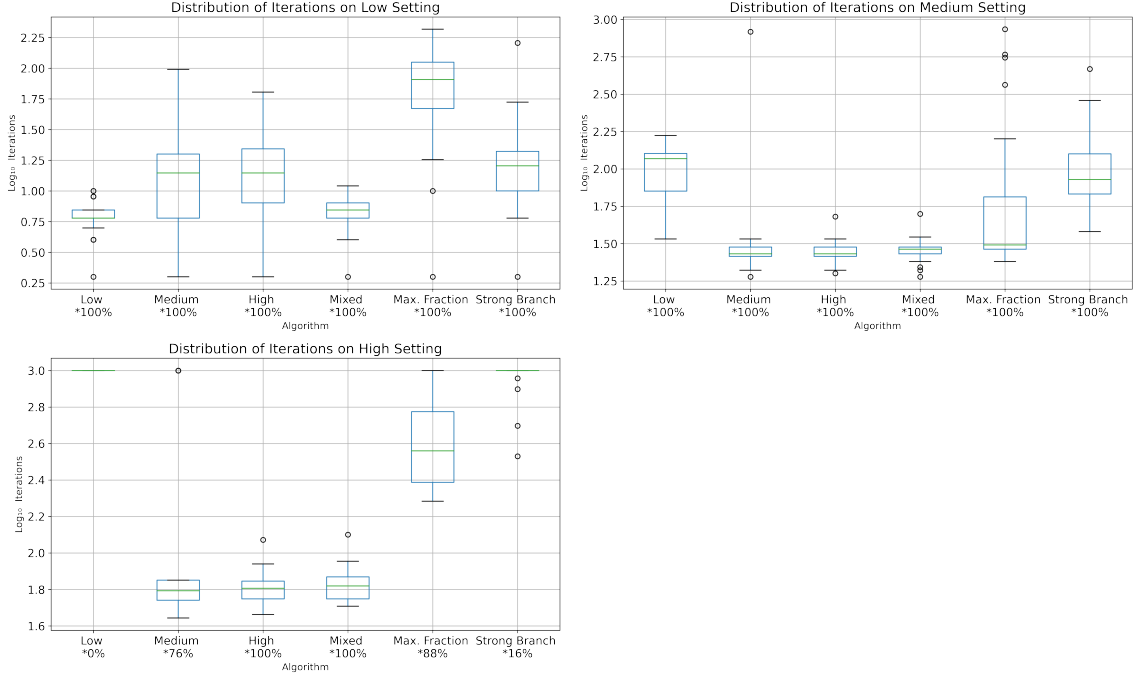 Distribution of Iterations on Low Setting
Log₁₀ Iterations
2.25
2.00
1.75
1.50
1.25
1.00
0.75
0.50
0.25
Low Medium High Mixed Max. Fraction Strong Branch
*100% *100% *100% *100% *100% *100%
Algorithm
Distribution of Iterations on Medium Setting
Log₁₀ Iterations
3.00
2.75
2.50
2.25
2.00
1.75
1.50
1.25
Low Medium High Mixed Max. Fraction Strong Branch
*100% *100% *100% *100% *100% *100%
Algorithm
Distribution of Iterations on High Setting
Log₁₀ Iterations
3.0
2.8
2.6
2.4
2.2
2.0
1.8
1.6
Low Medium High Mixed Max. Fraction Strong Branch
*0% *76% *100% *100% *88% *16%
Algorithm